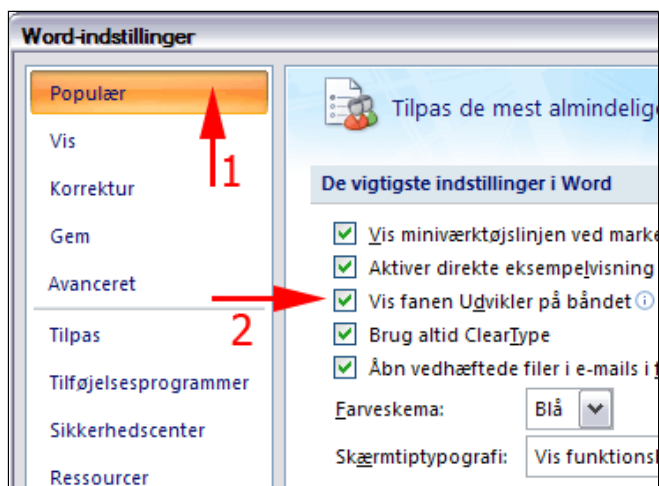 Word-indstillinger
Populær
Vis
Korrektur
Gem
Avanceret
Tilpas
Tilføjelsesprogrammer
Sikkerhedscenter
Ressourcer
1
2
Tilpas de mest almindelig
De vigtigste indstillinger i Word
Vis miniværktøjslinjen ved marke
Aktiver direkte eksempelvisning
Vis fanen Udvikler på båndet
Brug altid ClearType
Åbn vedhæftede filer i e-mails i f
Farveskema: Blå
Skærmtiptypografi: Vis funktionsl